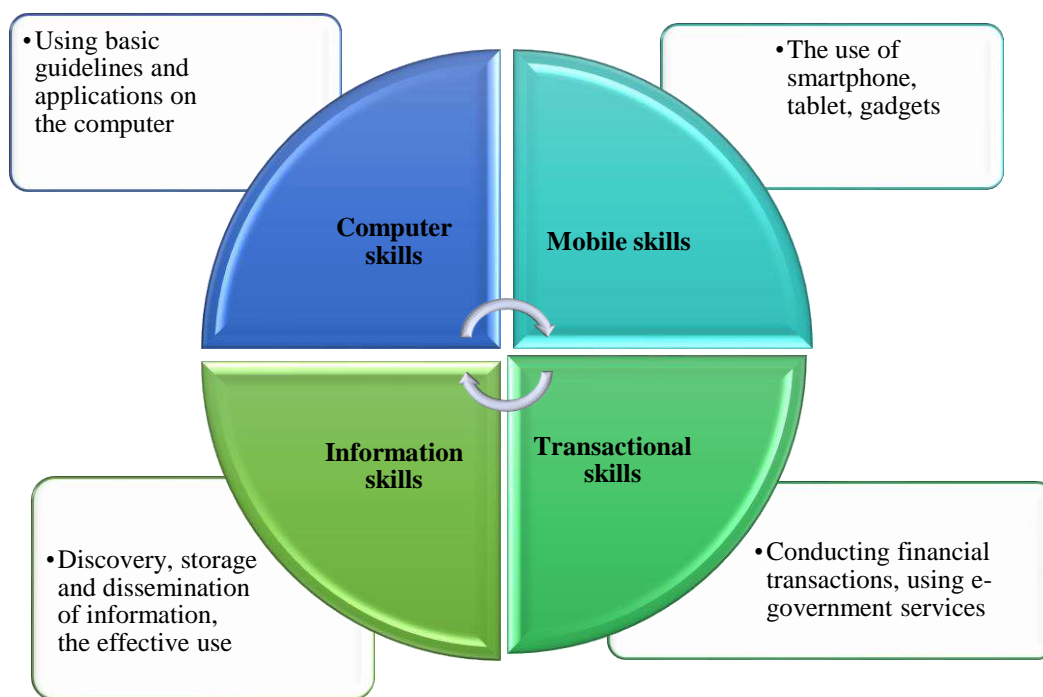 •Using basic
guidelines and
applications on
the computer
•The use of
smartphone,
tablet, gadgets
Computer
skills
Mobile skills
Information
skills
Transactional
skills
•Discovery, storage
and dissemination
of information,
the effective use
•Conducting financial
transactions, using e-
government services